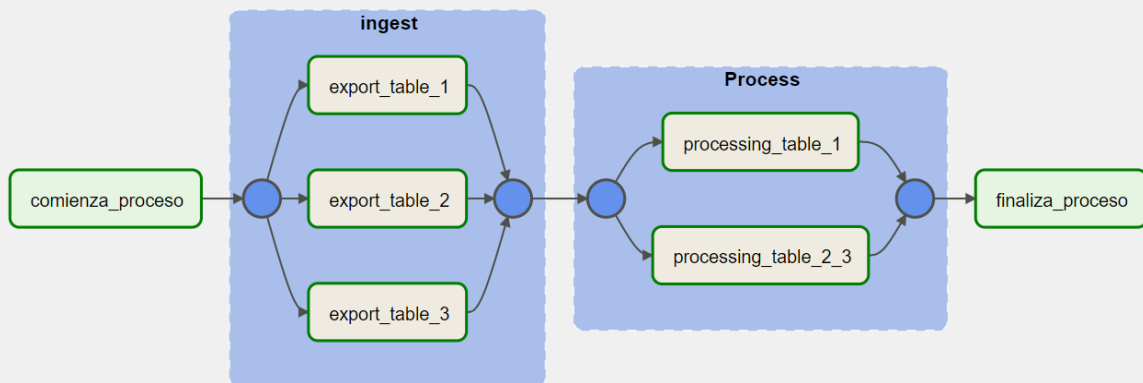 ingest
export_table_1
Process
processing_table_1
comienza_proceso
export_table_2
finaliza_proceso
processing_table_2_3
export_table_3